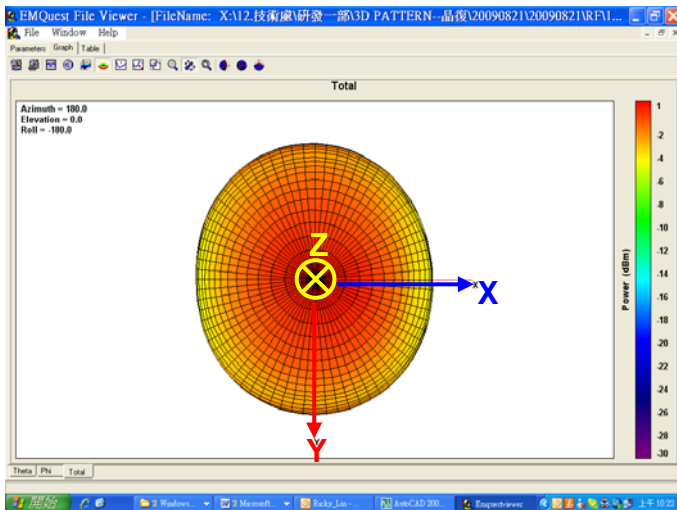 EMQuest File Viewer - [FileName: X:\12.技術處\研發一部\3D PATTERN--晶復\20090821\20090821\RF\1...
File Window Help
Parameters Graph Table
Total
Azimuth = 180.0
Elevation = 0.0
Roll = -180.0
Z
X
X
Y
Y
1
-2
-4
-6
-8
-10
-12
-14
-16
-18
-20
-22
-24
-26
-28
-30
Power (dBm)
Theta Phi Total
開始 2 Windows... 2 Microsoft... Ricky_Lin - ... AutoCAD 200... Emquestviewer 上午 10:22